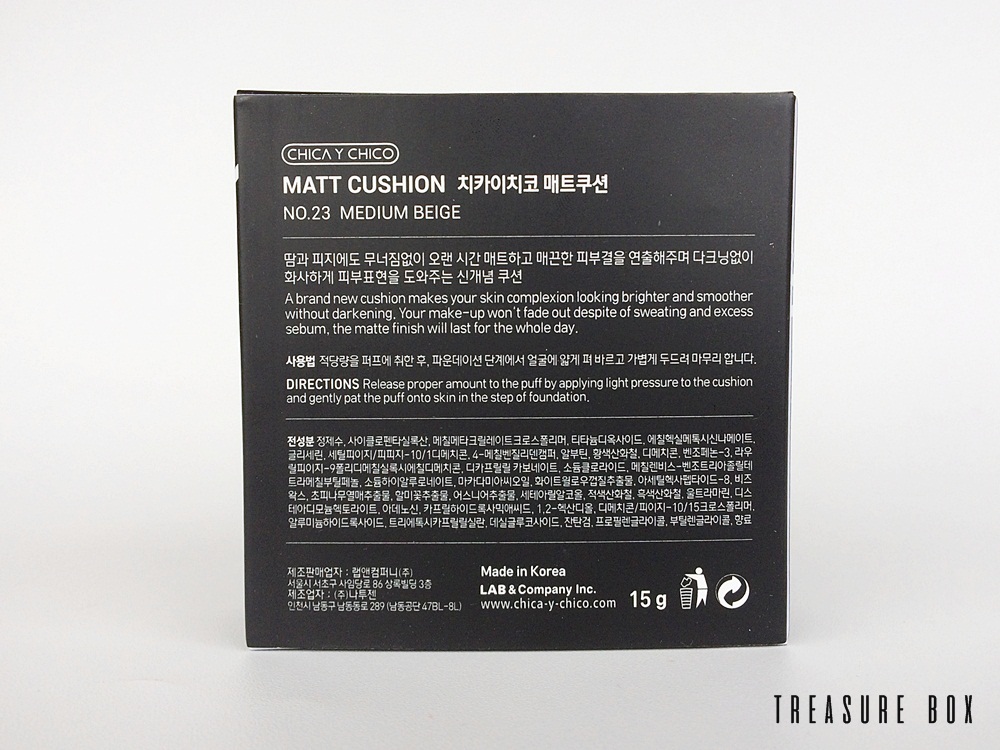 CHICA Y CHICO
MATT CUSHION 치카이치코 매트쿠션
NO.23 MEDIUM BEIGE
땀과 피지에도 무너짐없이 오랜 시간 매트하고 매끈한 피부결을 연출해주며 다크닝없이
화사하게 피부표현을 도와주는 신개념 쿠션
A brand new cushion makes your skin complexion looking brighter and smoother
without darkening. Your make-up won't fade out despite of sweating and excess
sebum, the matte finish will last for the whole day.
사용법 적당량을 퍼프에 취한 후, 파운데이션 단계에서 얼굴에 얇게 펴 바르고 가볍게 두드려 마무리 합니다.
DIRECTIONS Release proper amount to the puff by applying light pressure to the cushion
and gently pat the puff onto skin in the step of foundation.
전성분 정제수, 사이클로펜타실록산, 메칠메타크릴레이트크로스폴리머, 티타늄디옥사이드, 에칠헥실메톡시신나메이트,
글리세린, 세틸피이지/피피지-10/1디메치콘, 4-메칠벤질리덴캠퍼, 알부틴, 황색산화철, 디메치콘, 벤조페논-3, 라우
릴피이지-9폴리디메칠실록시에칠디메치콘, 디카프릴릴 카보네이트, 소듐클로라이드, 메칠렌비스-벤조트리아졸릴테
트라메칠부틸페놀, 소듐하이알루로네이트, 마카다미아씨오일, 화이트윌로우껍질추출물, 아세틸헥사펩타이드-8, 비즈
왁스, 초피나무열매추출물, 할미꽃추출물, 어스니어추출물, 세테아릴알코올, 적색산화철, 흑색산화철, 울트라마린, 디스
테아디모늄헥토라이트, 아데노신, 카프릴하이드록사믹애씨드, 1,2-헥산디올, 디메치콘/피이지-10/15크로스폴리머,
알루미늄하이드록사이드, 트리에톡시카프릴릴실란, 데실글루코사이드, 잔탄검, 프로필렌글라이콜, 부틸렌글라이콜, 향료
제조판매업자 : 랩앤컴퍼니(주)
서울시 서초구 사임당로 86 상록빌딩 3층
제조업자 : (주)나투젠
인천시 남동구 남동동로 289 (남동공단 47BL-8L)
Made in Korea
LAB & Company Inc.
www.chica-y-chico.com
15 g
TREASURE BOX